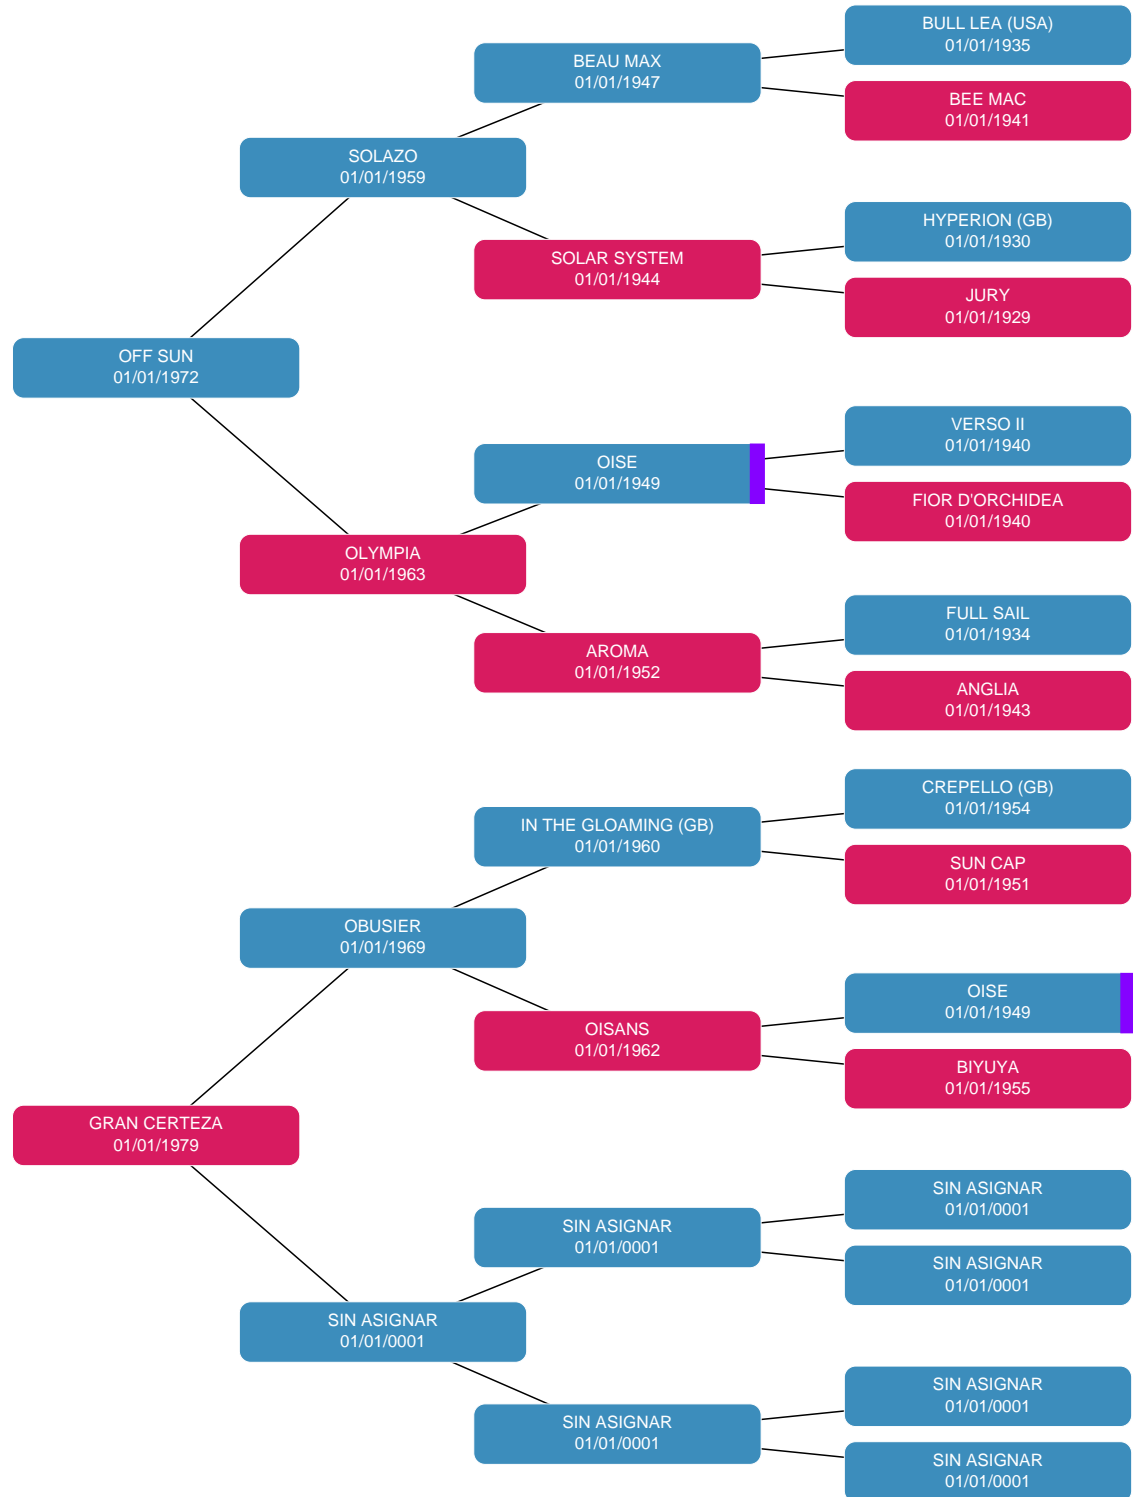 BULL LEA (USA)
01/01/1935
BEAU MAX
01/01/1947
BEE MAC
01/01/1941
SOLAZO
01/01/1959
HYPERION (GB)
01/01/1930
SOLAR SYSTEM
01/01/1944
JURY
01/01/1929
OFF SUN
01/01/1972
VERSO II
01/01/1940
OISE
01/01/1949
FIOR D'ORCHIDEA
01/01/1940
OLYMPIA
01/01/1963
FULL SAIL
01/01/1934
AROMA
01/01/1952
ANGLIA
01/01/1943
CREPELLO (GB)
01/01/1954
IN THE GLOAMING (GB)
01/01/1960
SUN CAP
01/01/1951
OBUSIER
01/01/1969
OISE
01/01/1949
OISANS
01/01/1962
BIYUYA
01/01/1955
GRAN CERTEZA
01/01/1979
SIN ASIGNAR
01/01/0001
SIN ASIGNAR
01/01/0001
SIN ASIGNAR
01/01/0001
SIN ASIGNAR
01/01/0001
SIN ASIGNAR
01/01/0001
SIN ASIGNAR
01/01/0001
SIN ASIGNAR
01/01/0001